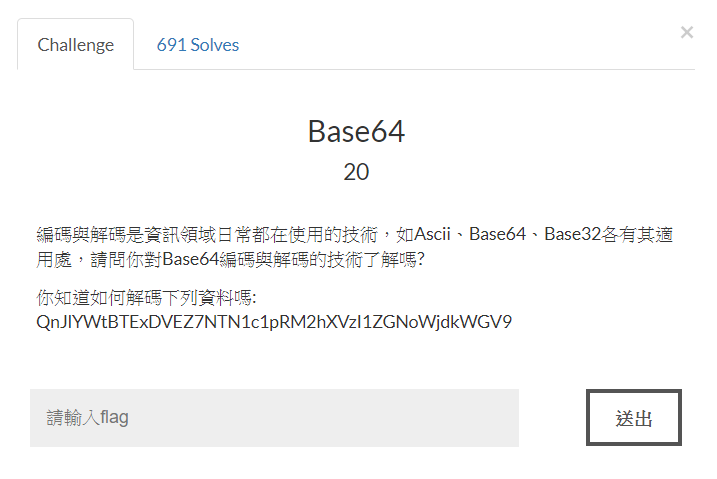 Challenge
691 Solves
×
Base64
20
編碼與解碼是資訊領域日常都在使用的技術，如Ascii、Base64、Base32各有其適
用處，請問你對Base64編碼與解碼的技術了解嗎?
你知道如何解碼下列資料嗎:
QnJlYWtBTExDVEZ7NTN1c1pRM2hXVzI1ZGNoWjdkWGV9
請輸入flag
送出